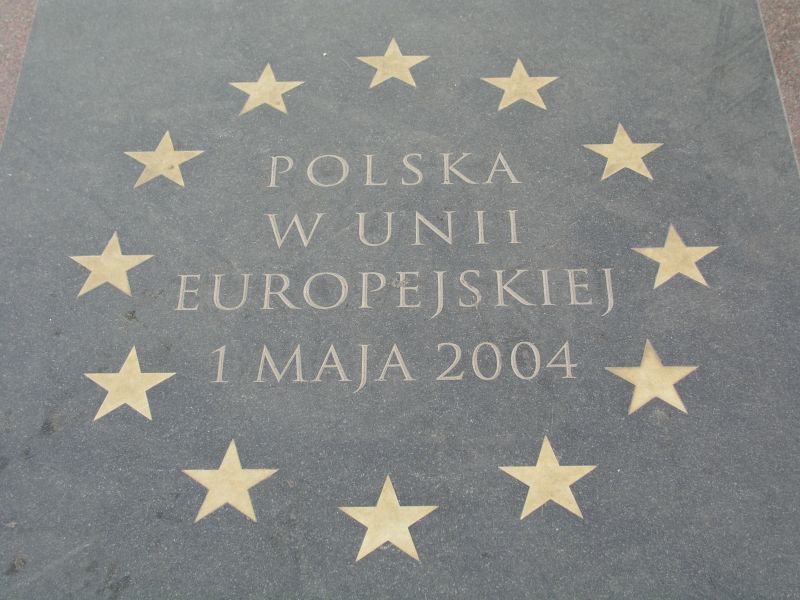 POLSKA
W UNII
EUROPEJSKIEJ
1 MAJA 2004